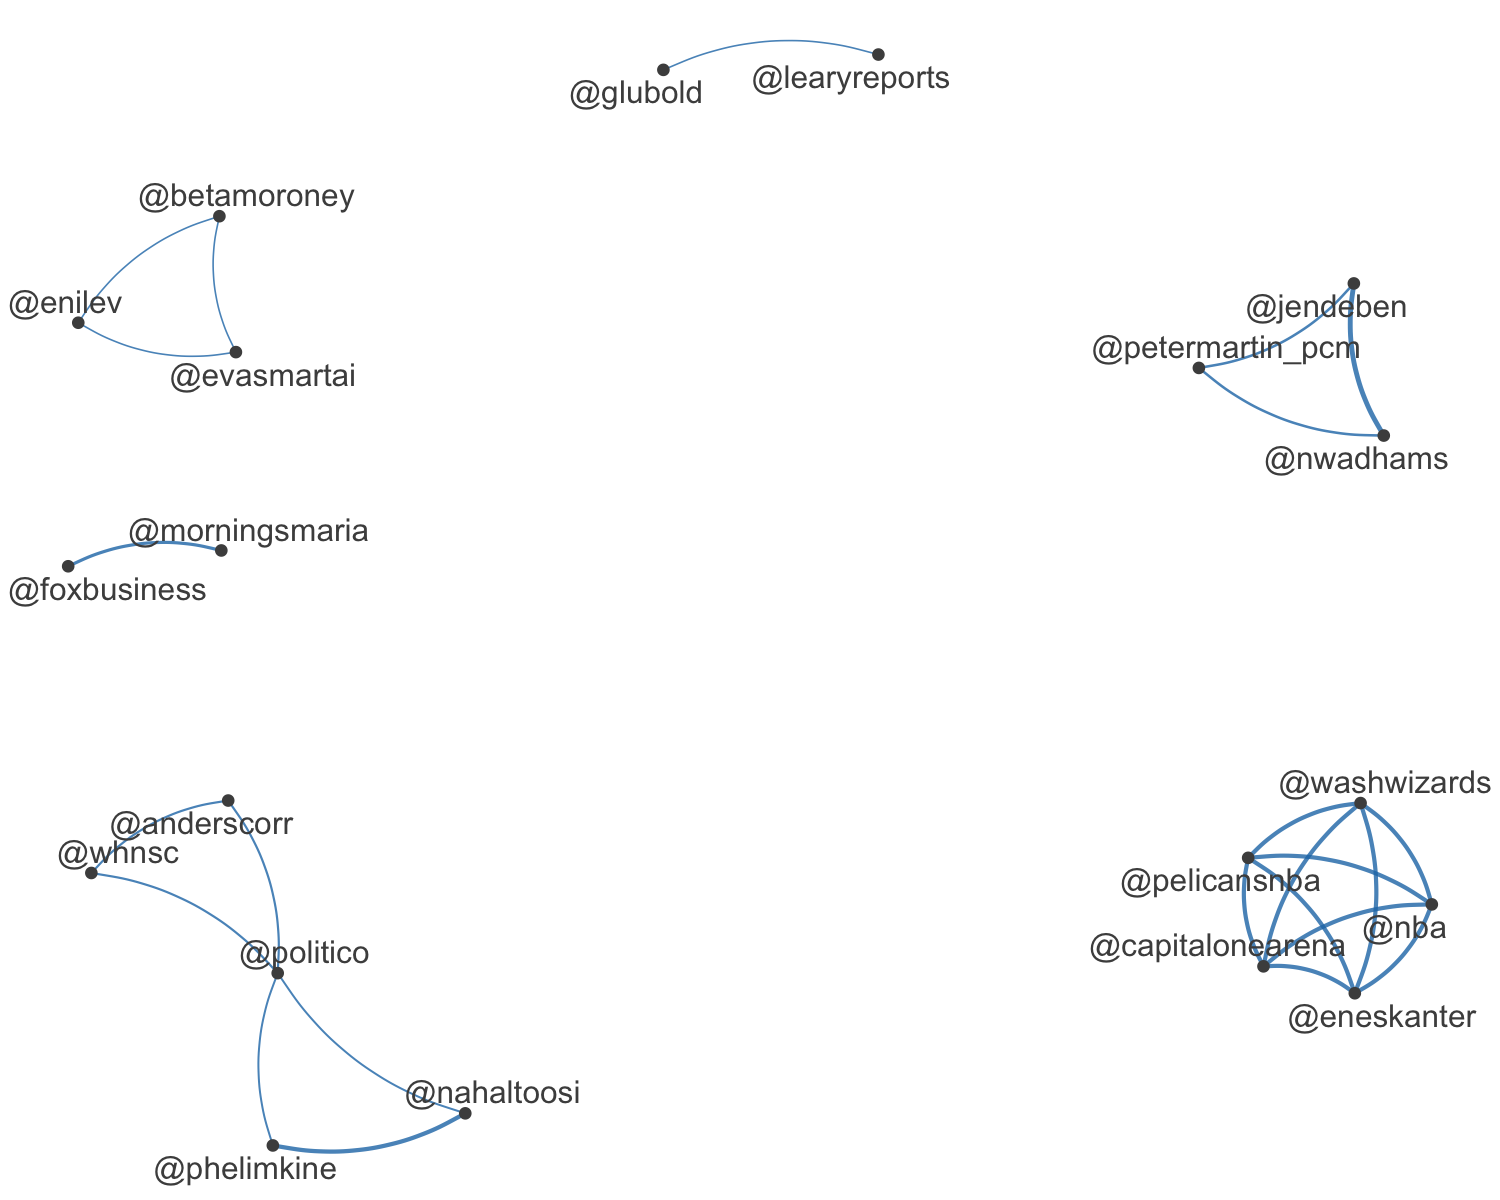 @glubold
@learyreports
@betamoroney
@enilev
@evasmartai
@jendeben
@petermartin_pcm
@nwadhams
@morningsmaria
@foxbusiness
@anderscorr
@whnsc
@politico
@nahaltoosi
@phelimkine
@washwizards
@pelicansnba
@nba
@capitalonearena
@eneskanter